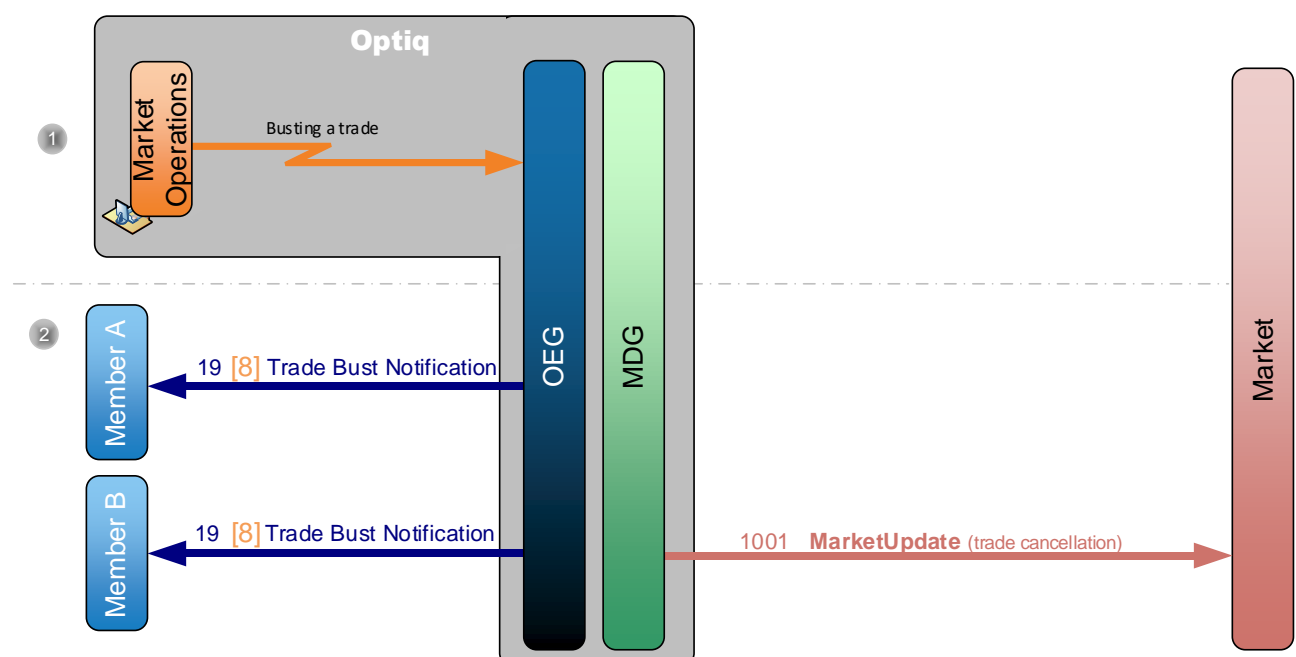 Optiq
1
Market
Operations
Busting a trade
OEG
MDG
Market
2
Member A
19 [8] Trade Bust Notification
Member B
19 [8] Trade Bust Notification
1001 MarketUpdate (trade cancellation)